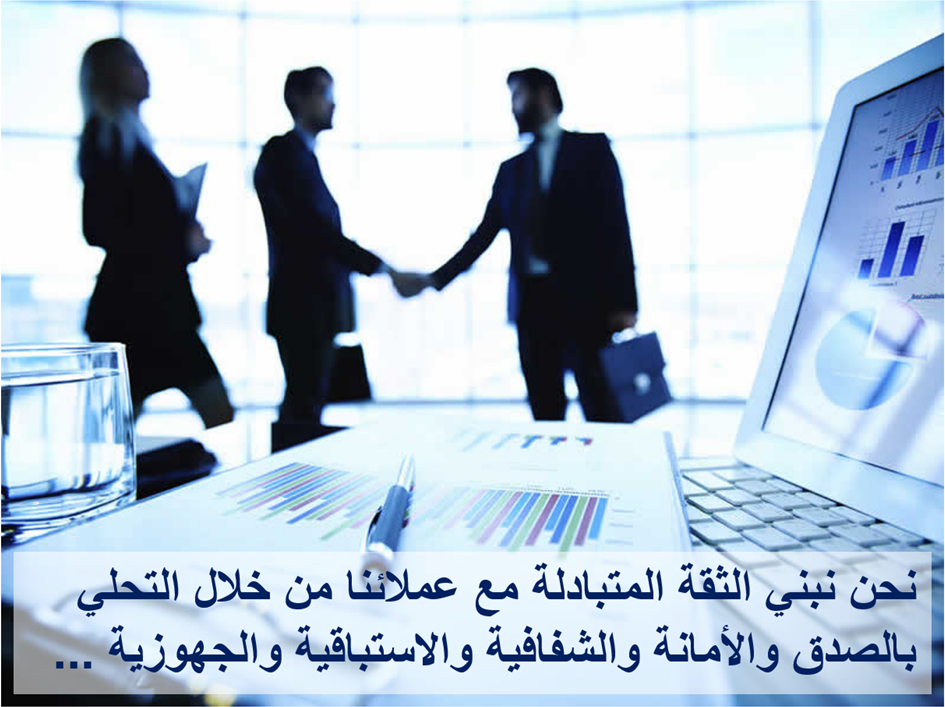 نحن نبني الثقة المتبادلة مع عملائنا من خلال التحلي
بالصدق والأمانة والشفافية والاستباقية والجهوزية ...